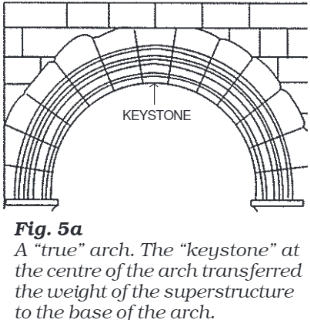 KEYSTONE
Fig. 5a
A “true” arch. The “keystone” at
the centre of the arch transferred
the weight of the superstructure
to the base of the arch.